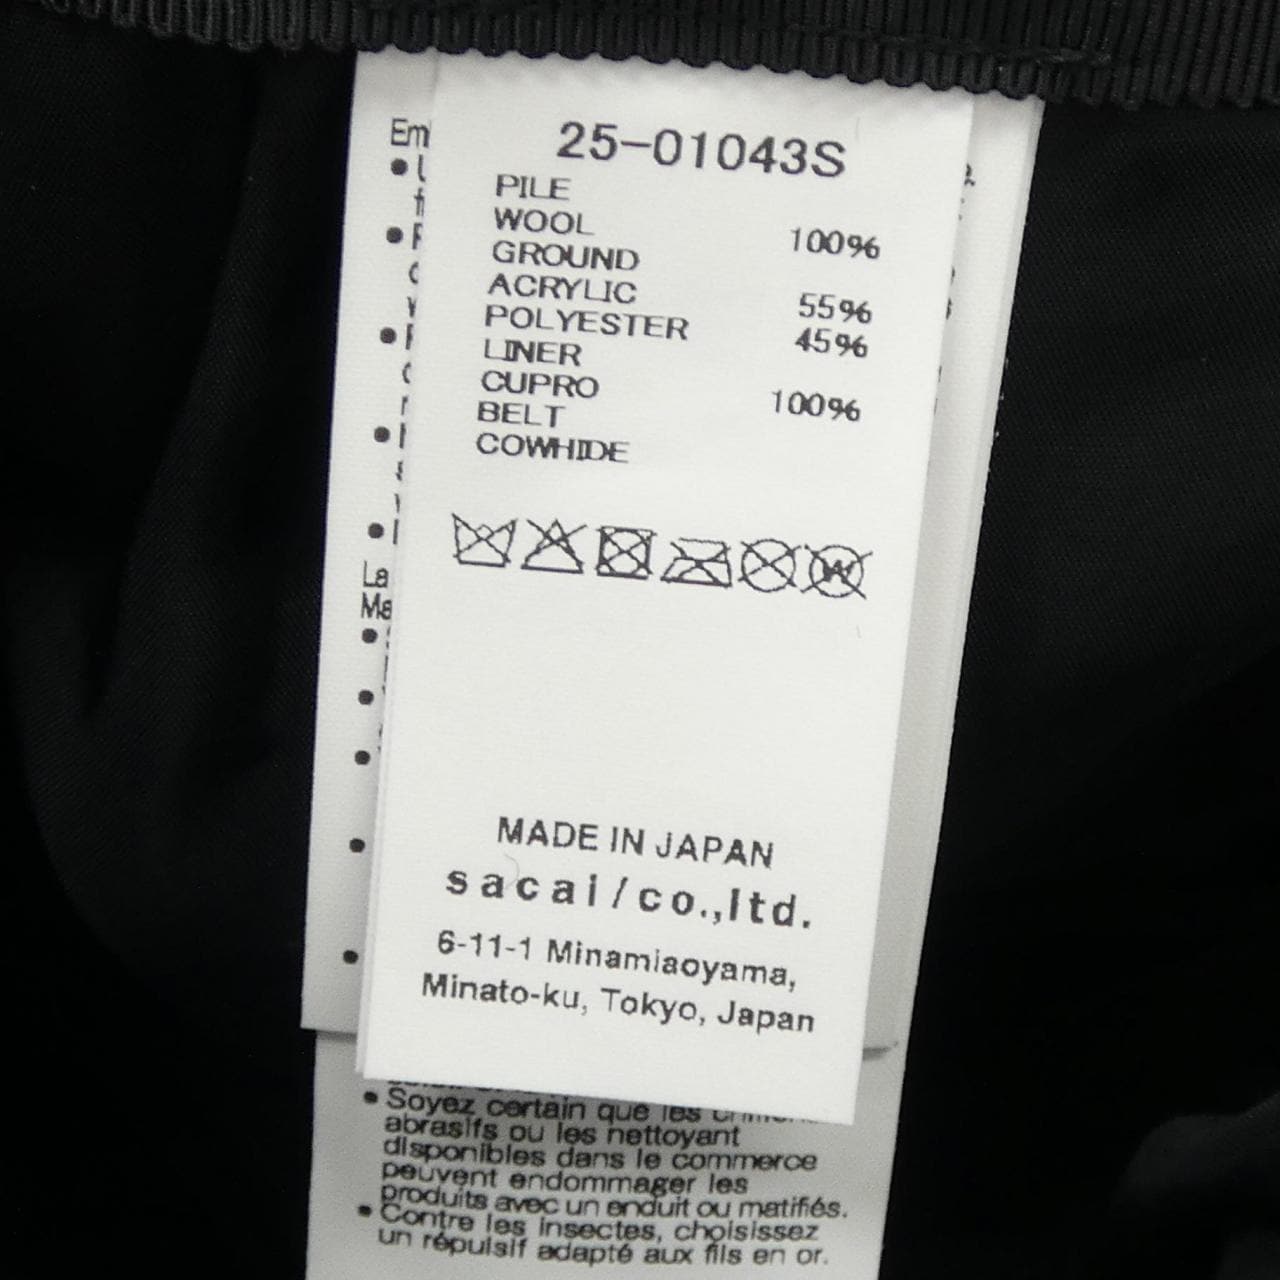 25-01043S
PILE
WOOL 100%
GROUND
ACRYLIC 55%
POLYESTER 45%
LINER
CUPRO 100%
BELT
COWHIDE
W
MADE IN JAPAN
sacai/co.,ltd.
6-11-1 Minamiaoyama,
Minato-ku, Tokyo, Japan
• Soyez certain que les
abrasifs ou les nettoyant
disponibles dans le commerce
peuvent endommager les
produits avec un enduit ou matifiés.
• Contre les insectes, choisissez
un répulsif adapté aux fils en or.